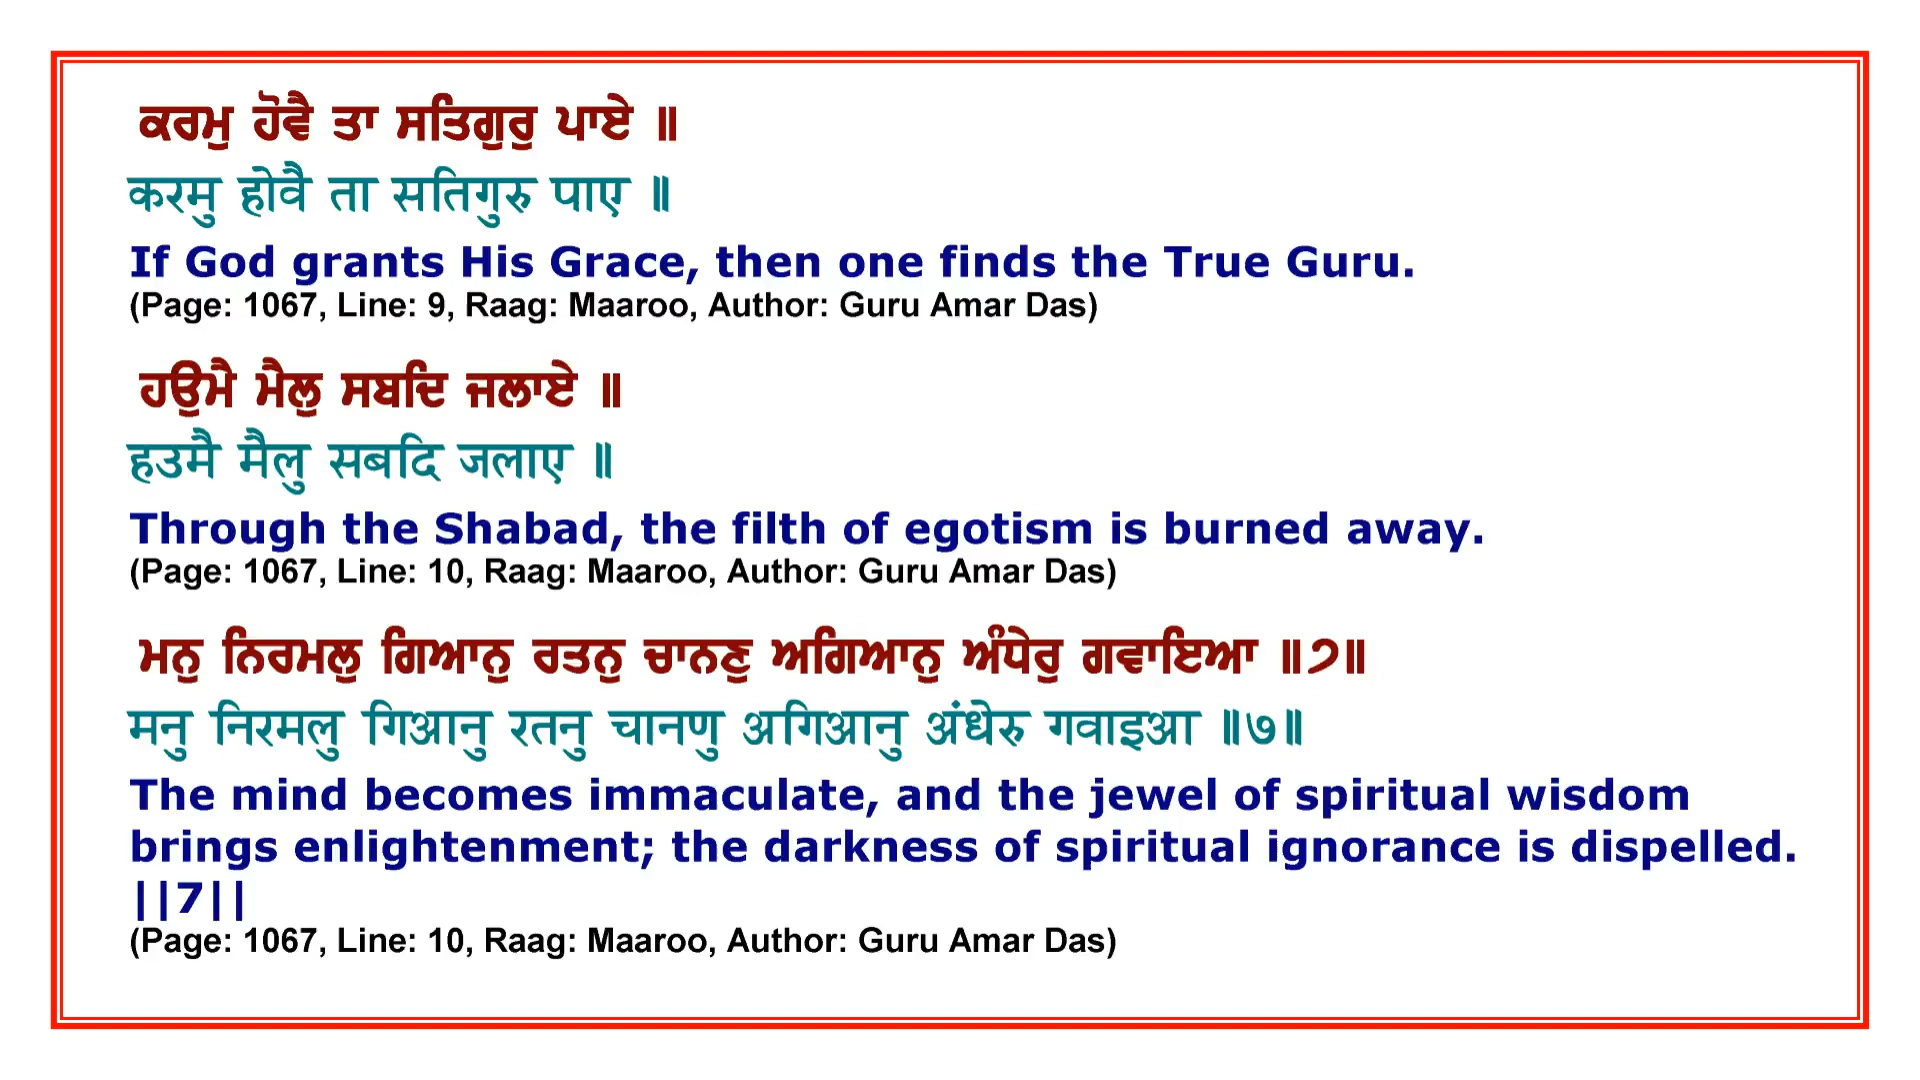 ਕਰਮੁ ਹੋਵੈ ਤਾ ਸਤਿਗੁਰੁ ਪਾਏ ॥
करमु होवै ता सतिगुरु पाए ॥
If God grants His Grace, then one finds the True Guru.
(Page: 1067, Line: 9, Raag: Maaroo, Author: Guru Amar Das)
ਹਉਮੈ ਮੈਲੁ ਸਬਦਿ ਜਲਾਏ ॥
हउमै मैलु सबदि जलाए ॥
Through the Shabad, the filth of egotism is burned away.
(Page: 1067, Line: 10, Raag: Maaroo, Author: Guru Amar Das)
ਮਨੁ ਨਿਰਮਲੁ ਗਿਆਨੁ ਰਤਨੁ ਚਾਨਣੁ ਅਗਿਆਨੁ ਅੰਧੇਰੁ ਗਵਾਇਆ ॥੭॥
मनु निरमलु गिआनु रतनु चानणु अगिआनु अंधेरु गवाइआ ॥७॥
The mind becomes immaculate, and the jewel of spiritual wisdom
brings enlightenment; the darkness of spiritual ignorance is dispelled.
||7||
(Page: 1067, Line: 10, Raag: Maaroo, Author: Guru Amar Das)